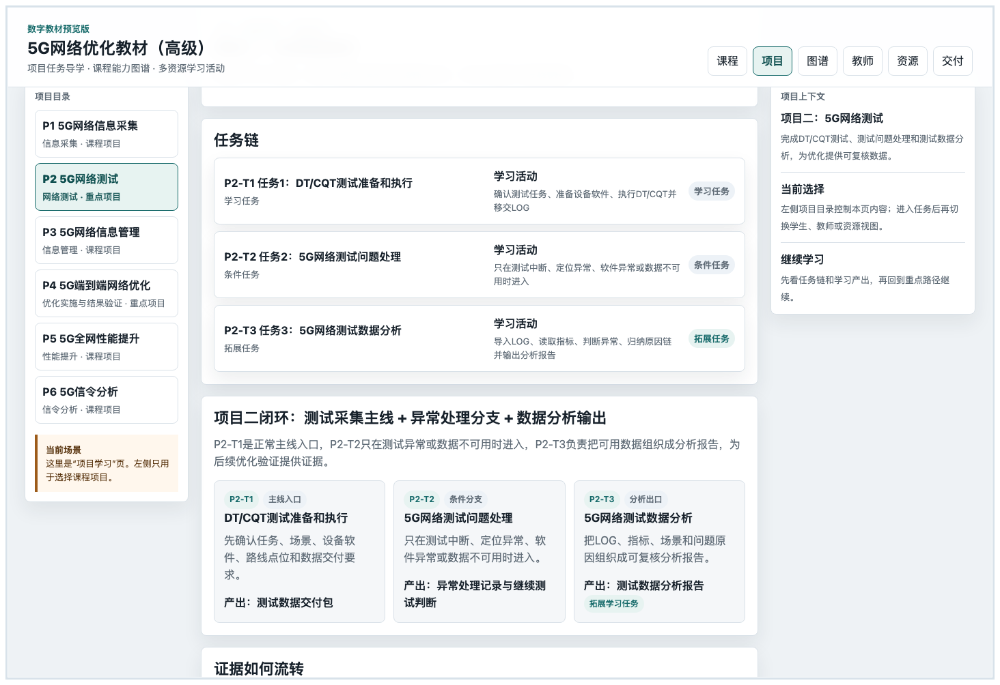 数字教材预览版
5G网络优化教材（高级）
项目任务导学 · 课程能力图谱 · 多资源学习活动
课程
项目
图谱
教师
资源
交付
项目目录
P1 5G网络信息采集
信息采集 · 课程项目
P2 5G网络测试
网络测试 · 重点项目
P3 5G网络信息管理
信息管理 · 课程项目
P4 5G端到端网络优化
优化实施与结果验证 · 重点项目
P5 5G全网性能提升
性能提升 · 课程项目
P6 5G信令分析
信令分析 · 课程项目
当前场景
这里是“项目学习”页。左侧只用
于选择课程项目。
任务链
P2-T1 任务1：DT/CQT测试准备和执行
学习任务
学习活动
确认测试任务、准备设备软件、执行DT/CQT并
移交LOG
学习任务
P2-T2 任务2：5G网络测试问题处理
条件任务
学习活动
只在测试中断、定位异常、软件异常或数据不可
用时进入
条件任务
P2-T3 任务3：5G网络测试数据分析
拓展任务
学习活动
导入LOG、读取指标、判断异常、归纳原因链
并输出分析报告
拓展任务
项目二闭环：测试采集主线 + 异常处理分支 + 数据分析输出
P2-T1是正常主线入口，P2-T2只在测试异常或数据不可用时进入，P2-T3负责把可用数据组织成分析报告，为
后续优化验证提供证据。
P2-T1 主线入口
DT/CQT测试准备和执行
先确认任务、场景、设备软
件、路线点位和数据交付要
求。
产出：测试数据交付包
P2-T2 条件分支
5G网络测试问题处理
只在测试中断、定位异常、软
件异常或数据不可用时进入。
产出：异常处理记录与继续测
试判断
P2-T3 分析出口
5G网络测试数据分析
把LOG、指标、场景和问题原
因组织成可复核分析报告。
产出：测试数据分析报告
拓展学习任务
证据如何流转
项目上下文
项目二：5G网络测试
完成DT/CQT测试、测试问题处理和测试数据分
析，为优化提供可复核数据。
当前选择
左侧项目目录控制本页内容；进入任务后再切
换学生、教师或资源视图。
继续学习
先看任务链和学习产出，再回到重点路径继
续。